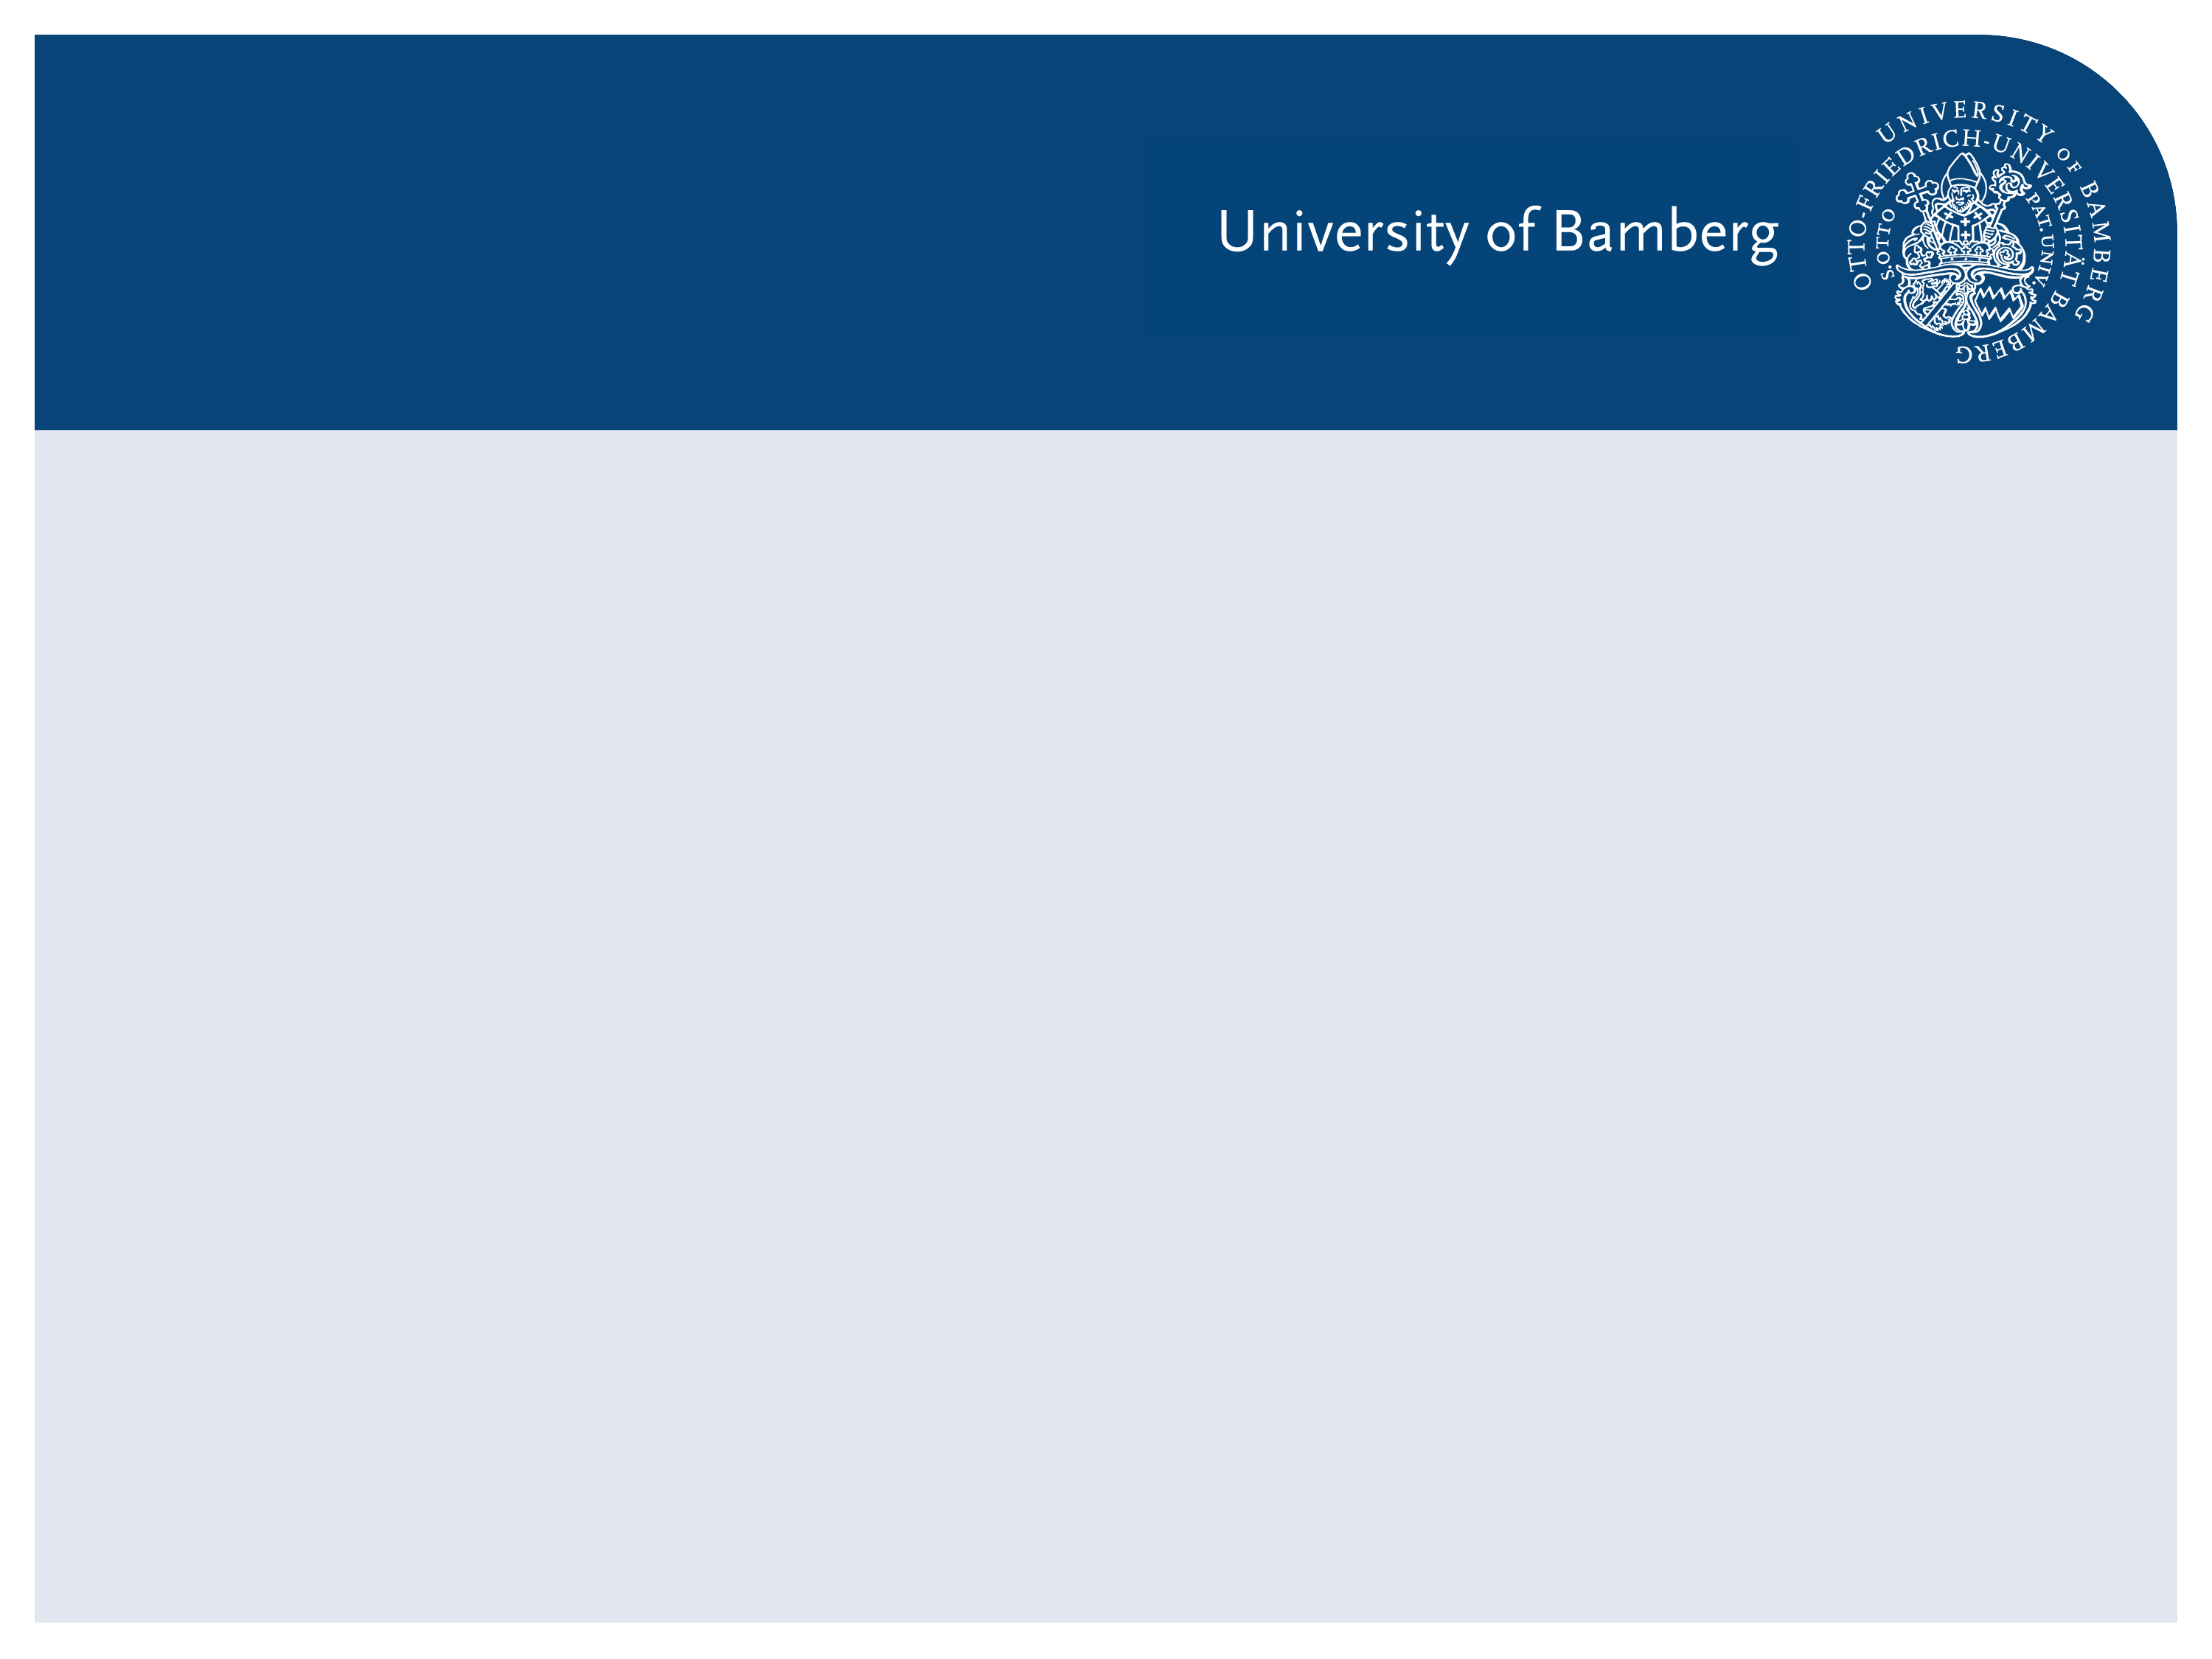 University of Bamberg
UNIVERSITY OF BAMBERG
OTTO-FRIEDRICH-UNIVERSITÄT BAMBERG
S. OTTO PAT. UNIV.